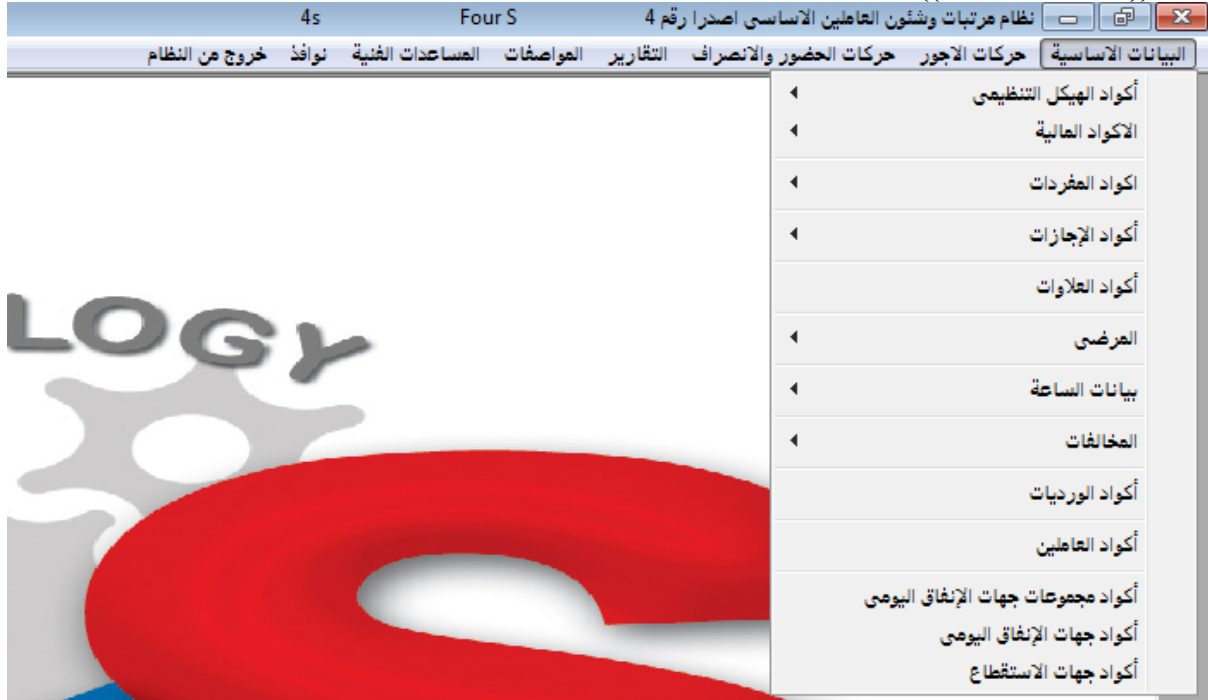 نظام مرتبات وشئون العاملين الاساسى اصدرا رقم 4 Four S 4s
البيانات الاساسية حركات الاجور حركات الحضور والانصراف التقارير المواصفات المساعدات الفنية نوافذ خروج من النظام
أكواد الهيكل التنظيمى
الاكواد المالية
اكواد المفردات
أكواد الإجازات
أكواد العلاوات
المرضى
بيانات الساعة
المخالفات
أكواد الورديات
أكواد العاملين
أكواد مجموعات جهات الإنفاق اليومى
أكواد جهات الإنفاق اليومى
أكواد جهات الاستقطاع
LOGY